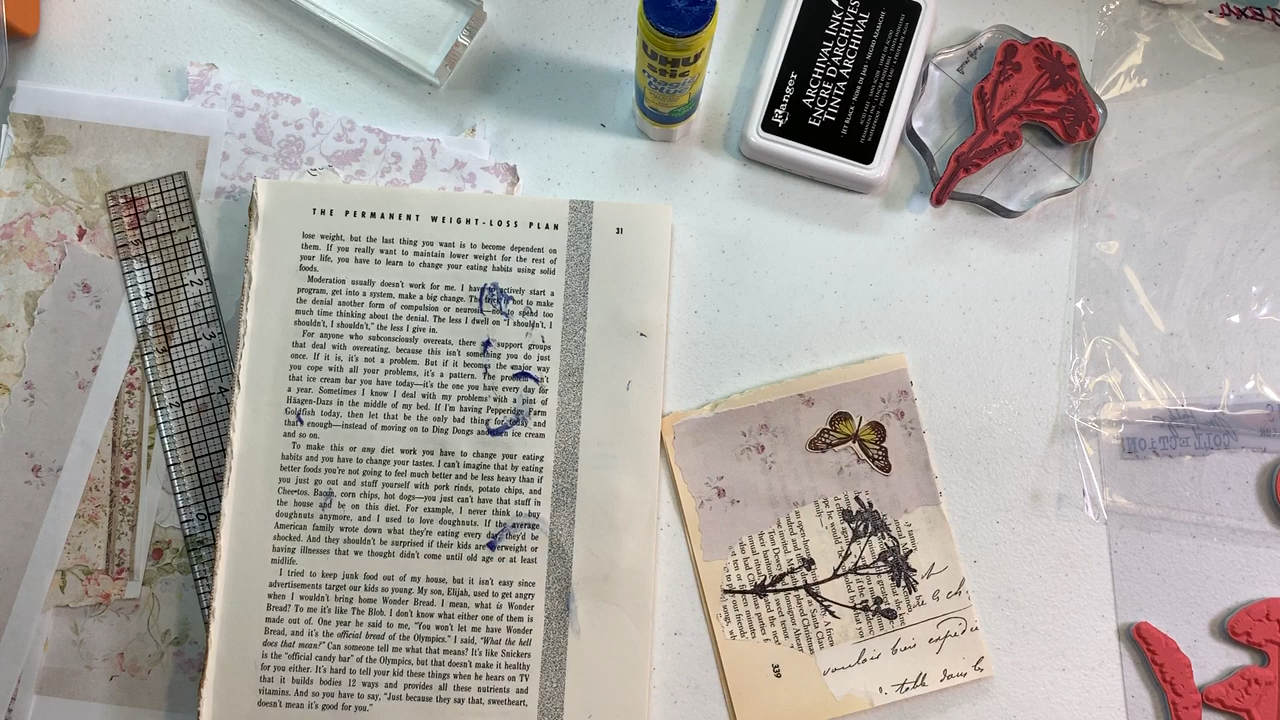 UHU
stic
Ranger
ARCHIVAL INK
ENCRE D'ARCHIVES
TINTA ARCHIVAL
· JET BLACK · NOIR DE JAIS · NEGRO AZABACHE ·
THE PERMANENT WEIGHT-LOSS PLAN 31
lose weight, but the last thing you want is to become dependent on
them. If you really want to maintain lower weight for the rest of
your life, you have to learn to change your eating habits using solid
foods.
Moderation usually doesn't work for me. I have to actively start a
program, get into a system, make a big change. The trick is not to make
the denial another form of compulsion or neurosis—not to spend too
much time thinking about the denial. The less I dwell on "I shouldn't, I
shouldn't, I shouldn't," the less I give in.
For anyone who subconsciously overeats, there are support groups
that deal with overeating, because this isn't something you do just
once. If it is, it's not a problem. But if it becomes the major way
you cope with all your problems, it's a pattern. The problem isn't
that ice cream bar you have today—it's the one you have every day for
a year. Sometimes I know I deal with my problems with a pint of
Häagen-Dazs in the middle of my bed. If I'm having Pepperidge Farm
Goldfish today, then let that be the only bad thing for today and
that's enough—instead of moving on to Ding Dongs and then ice cream
and so on.
To make this or any diet work you have to change your eating
habits and you have to change your tastes. I can't imagine that by eating
better foods you're not going to feel much better and be less heavy than if
you just go out and stuff yourself with pork rinds, potato chips, and
Cheetos. Bacon, corn chips, hot dogs—you just can't have that stuff in
the house and be on this diet. For example, I never think to buy
doughnuts anymore, and I used to love doughnuts. If the average
American family wrote down what they're eating every day they'd be
shocked. And they shouldn't be surprised if their kids are overweight or
having illnesses that we thought didn't come until old age or at least
midlife.
I tried to keep junk food out of my house, but it isn't easy since
advertisements target our kids so young. My son, Elijah, used to get angry
when I wouldn't bring home Wonder Bread. I mean, what is Wonder
Bread? To me it's like The Blob. I don't know what either one of them is
made out of. One year he said to me, "You won't let me have Wonder
Bread, and it's the official bread of the Olympics." I said, "What the hell
does that mean?" Can someone tell me what that means? It's like Snickers
is the "official candy bar" of the Olympics, but that doesn't make it healthy
for you either. It's hard to tell your kid these things when he hears on TV
that it builds bodies 12 ways and provides all these nutrients and
vitamins. And so you have to say, "Just because they say that, sweetheart,
doesn't mean it's good for you."
2
3
4
339
COLLECTION